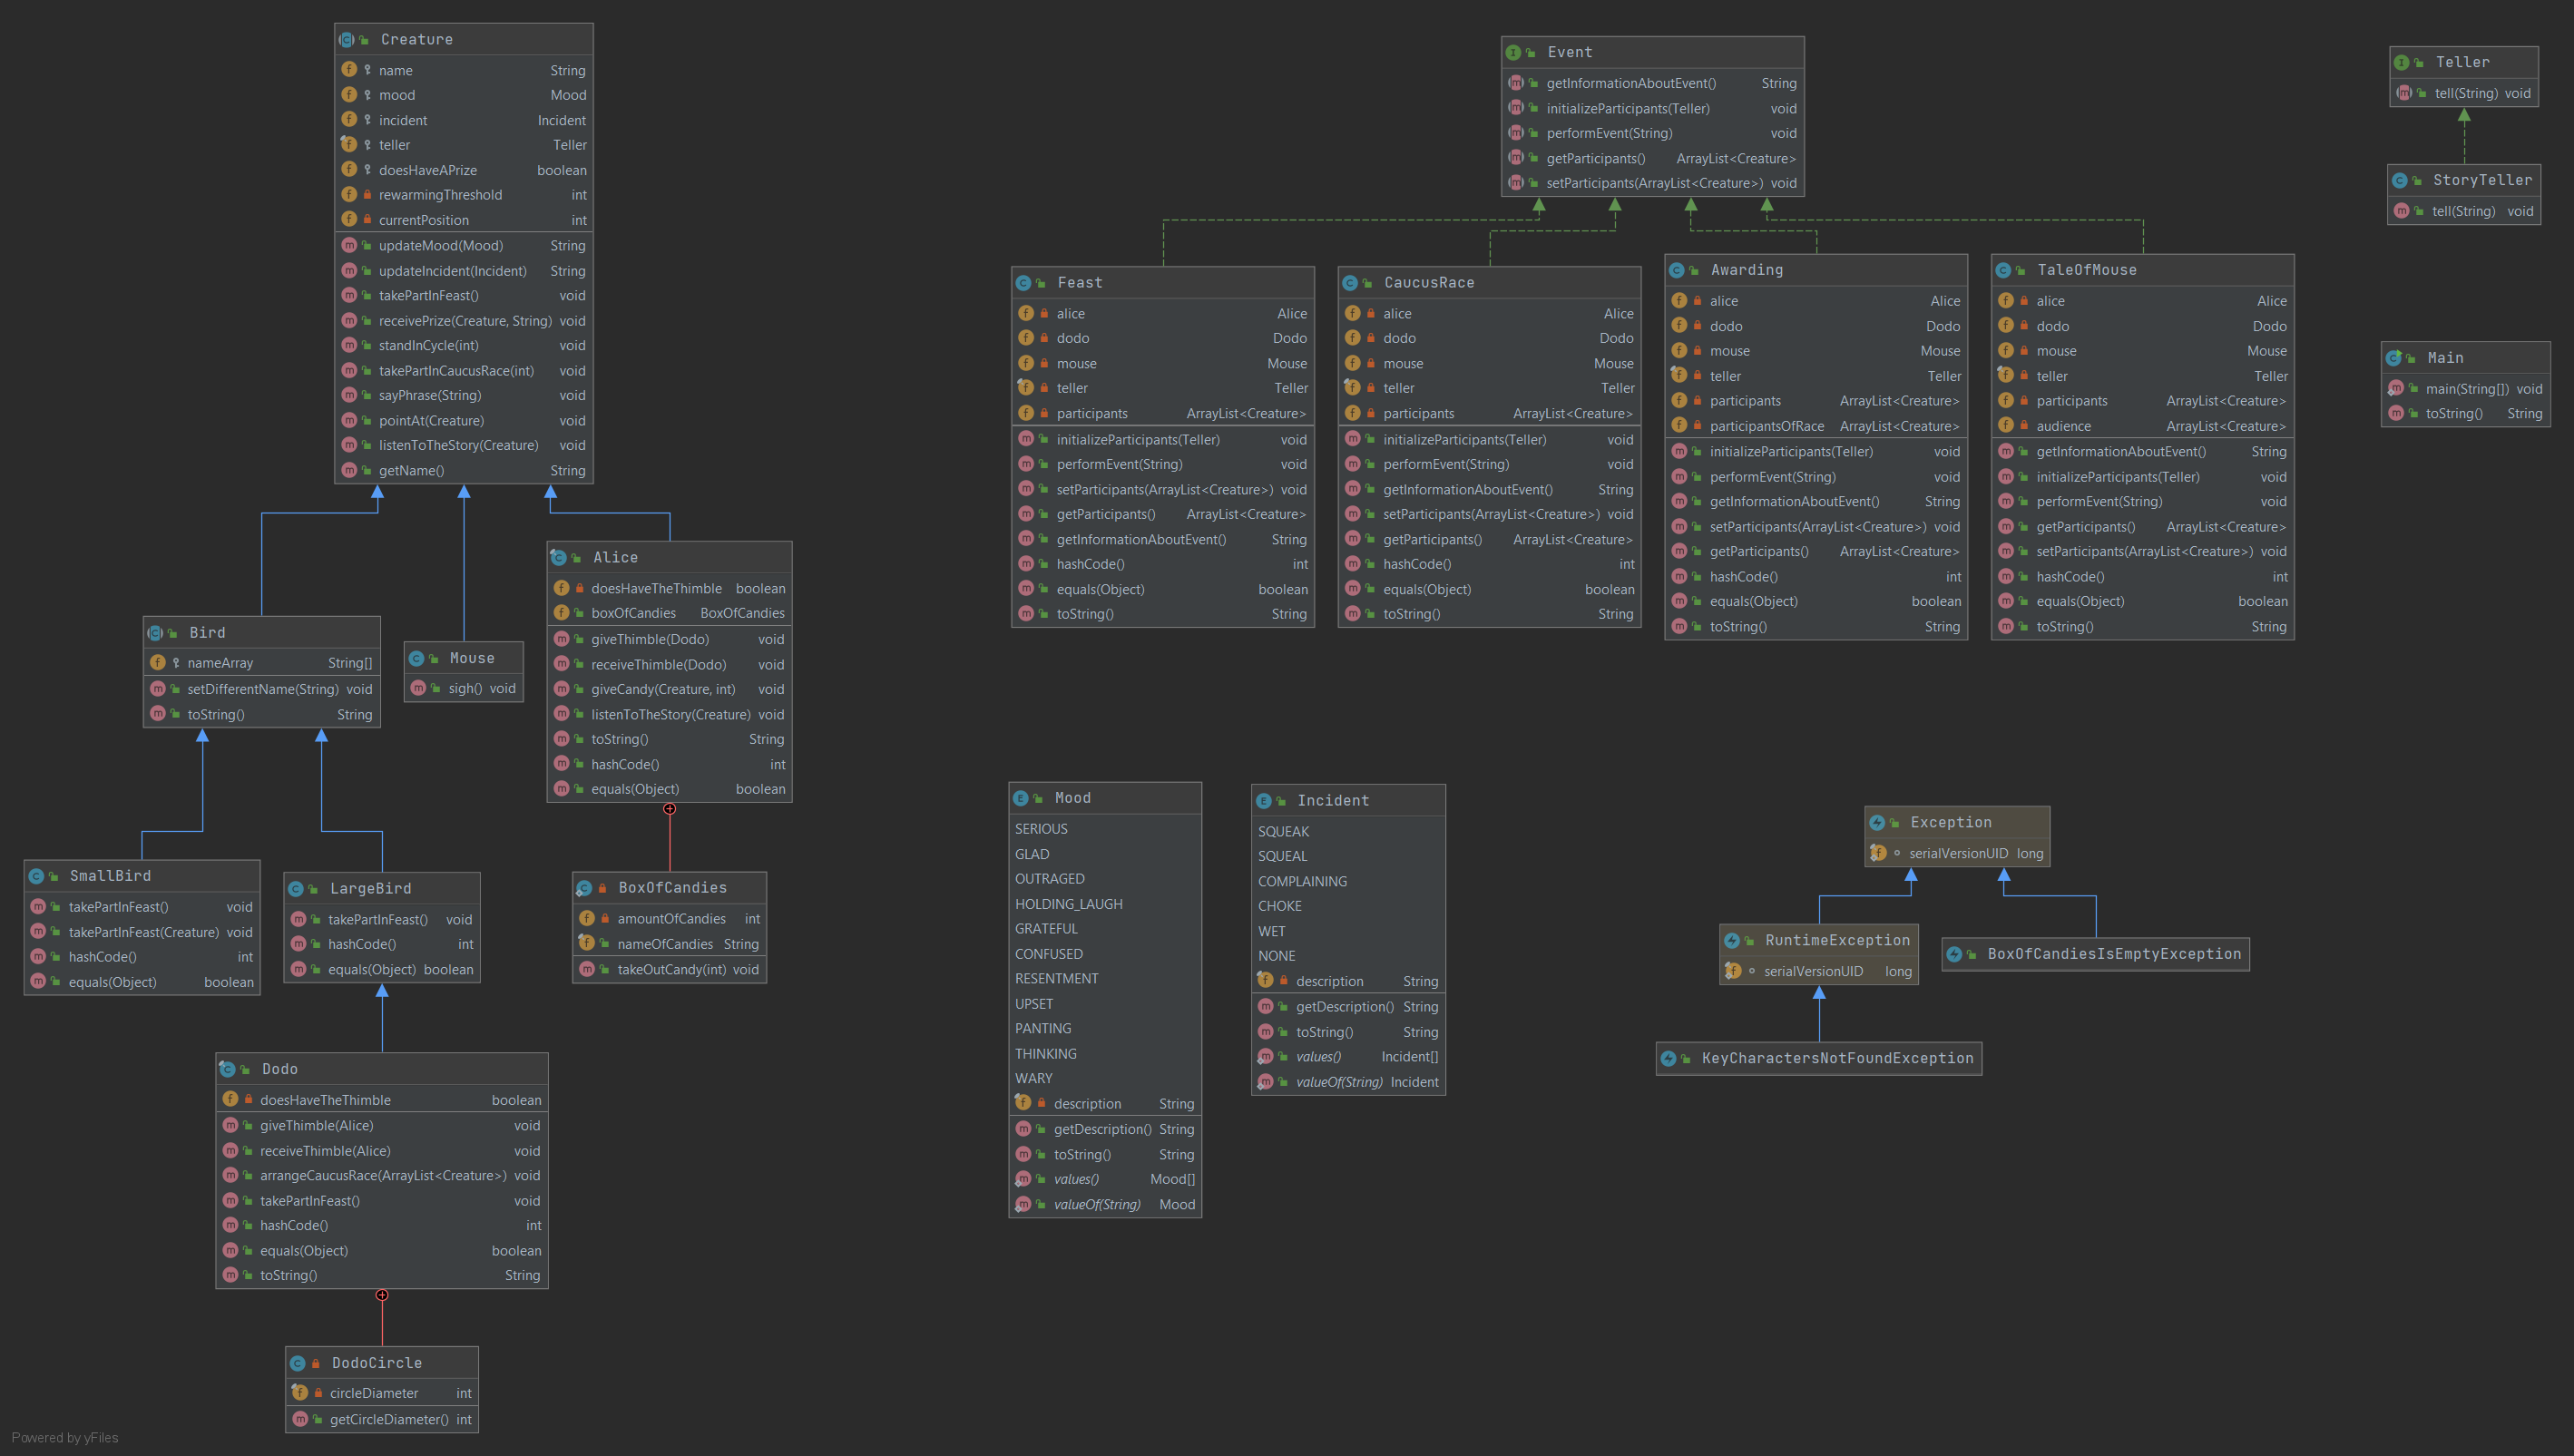 Creature
name String
mood Mood
incident Incident
teller Teller
doesHaveAPrize boolean
rewarmingThreshold int
currentPosition int
updateMood(Mood) String
updateIncident(Incident) String
takePartInFeast() void
receivePrize(Creature, String) void
standInCycle(int) void
takePartInCaucusRace(int) void
sayPhrase(String) void
pointAt(Creature) void
listenToTheStory(Creature) void
getName() String
Bird
nameArray String[]
setDifferentName(String) void
toString() String
Mouse
sigh() void
Alice
doesHaveTheThimble boolean
boxOfCandies BoxOfCandies
giveThimble(Dodo) void
receiveThimble(Dodo) void
giveCandy(Creature, int) void
listenToTheStory(Creature) void
toString() String
hashCode() int
equals(Object) boolean
SmallBird
takePartInFeast() void
takePartInFeast(Creature) void
hashCode() int
equals(Object) boolean
LargeBird
takePartInFeast() void
hashCode() int
equals(Object) boolean
BoxOfCandies
amountOfCandies int
nameOfCandies String
takeOutCandy(int) void
Dodo
doesHaveTheThimble boolean
giveThimble(Alice) void
receiveThimble(Alice) void
arrangeCaucusRace(ArrayList<Creature>) void
takePartInFeast() void
hashCode() int
equals(Object) boolean
toString() String
DodoCircle
circleDiameter int
getCircleDiameter() int
Event
getInformationAboutEvent() String
initializeParticipants(Teller) void
performEvent(String) void
getParticipants() ArrayList<Creature>
setParticipants(ArrayList<Creature>) void
Feast
alice Alice
dodo Dodo
mouse Mouse
teller Teller
participants ArrayList<Creature>
initializeParticipants(Teller) void
performEvent(String) void
setParticipants(ArrayList<Creature>) void
getParticipants() ArrayList<Creature>
getInformationAboutEvent() String
hashCode() int
equals(Object) boolean
toString() String
CaucusRace
alice Alice
dodo Dodo
mouse Mouse
teller Teller
participants ArrayList<Creature>
initializeParticipants(Teller) void
performEvent(String) void
getInformationAboutEvent() String
setParticipants(ArrayList<Creature>) void
getParticipants() ArrayList<Creature>
hashCode() int
equals(Object) boolean
toString() String
Awarding
alice Alice
dodo Dodo
mouse Mouse
teller Teller
participants ArrayList<Creature>
participantsOfRace ArrayList<Creature>
initializeParticipants(Teller) void
performEvent(String) void
getInformationAboutEvent() String
setParticipants(ArrayList<Creature>) void
getParticipants() ArrayList<Creature>
hashCode() int
equals(Object) boolean
toString() String
TaleOfMouse
alice Alice
dodo Dodo
mouse Mouse
teller Teller
participants ArrayList<Creature>
audience ArrayList<Creature>
getInformationAboutEvent() String
initializeParticipants(Teller) void
performEvent(String) void
getParticipants() ArrayList<Creature>
setParticipants(ArrayList<Creature>) void
hashCode() int
equals(Object) boolean
toString() String
Teller
tell(String) void
StoryTeller
tell(String) void
Main
main(String[]) void
toString() String
Mood
SERIOUS
GLAD
OUTRAGED
HOLDING_LAUGH
GRATEFUL
CONFUSED
RESENTMENT
UPSET
PANTING
THINKING
WARY
description String
getDescription() String
toString() String
values() Mood[]
valueOf(String) Mood
Incident
SQUEAK
SQUEAL
COMPLAINING
CHOKE
WET
NONE
description String
getDescription() String
toString() String
values() Incident[]
valueOf(String) Incident
Exception
serialVersionUID long
RuntimeException
serialVersionUID long
BoxOfCandiesIsEmptyException
KeyCharactersNotFoundException
Powered by yFiles